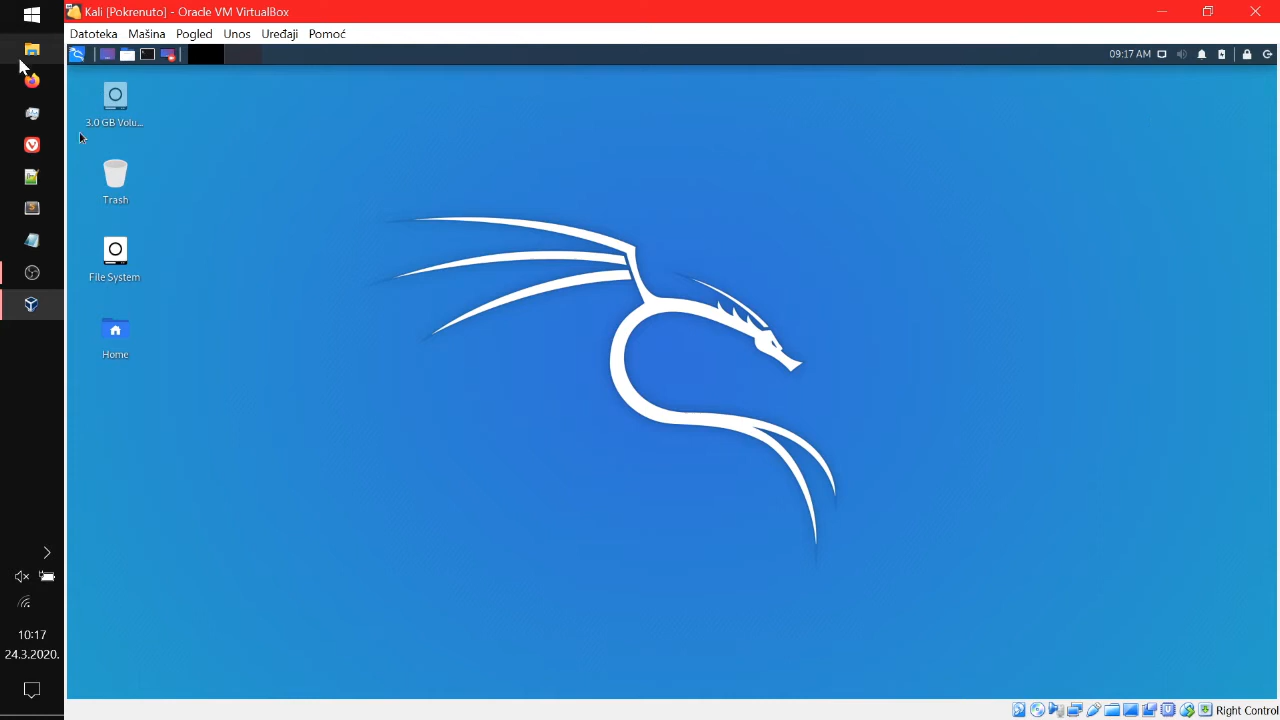 Kali [Pokrenuto] - Oracle VM VirtualBox
Datoteka Mašina Pogled Unos Uređaji Pomoć
09:17 AM
3.0 GB Volu...
Trash
File System
Home
10:17
24.3.2020.
Right Control